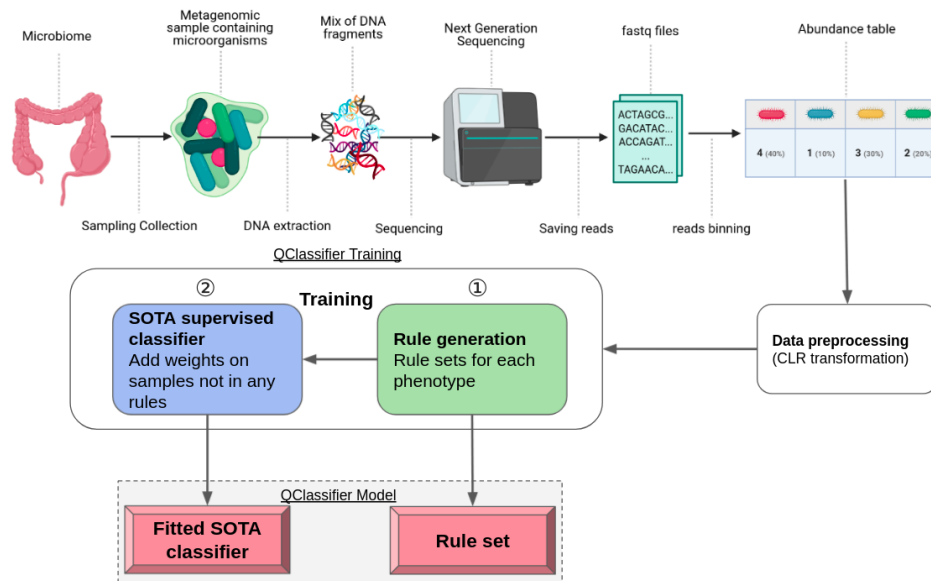 Microbiome
Metagenomic
sample containing
microorganisms
Mix of DNA
fragments
Next Generation
Sequencing
fastq files
Abundance table
ACTAGCG...
GACATAC...
ACCAGAT...
...
TAGAACA...
4 (40%)
1 (10%)
3 (30%)
2 (20%)
Sampling Collection
DNA extraction
Sequencing
Saving reads
reads binning
QClassifier Training
②
Training
①
SOTA supervised
classifier
Add weights on
samples not in any
rules
Rule generation
Rule sets for each
phenotype
Data preprocessing
(CLR transformation)
QClassifier Model
Fitted SOTA
classifier
Rule set